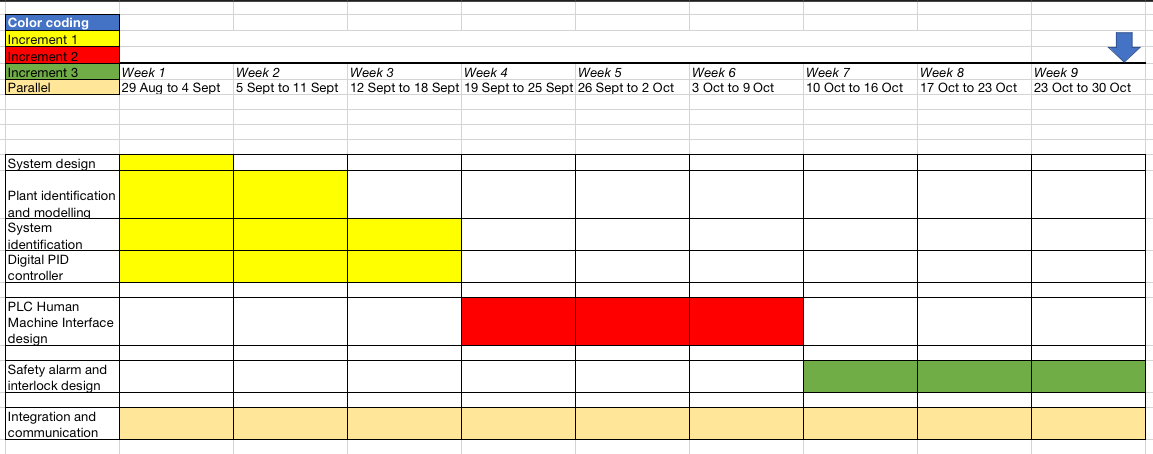 Color coding
Increment 1
Increment 2
Increment 3 Week 1 Week 2 Week 3 Week 4 Week 5 Week 6 Week 7 Week 8 Week 9
Parallel 29 Aug to 4 Sept 5 Sept to 11 Sept 12 Sept to 18 Sept 19 Sept to 25 Sept 26 Sept to 2 Oct 3 Oct to 9 Oct 10 Oct to 16 Oct 17 Oct to 23 Oct 23 Oct to 30 Oct
System design
Plant identification
and modelling
System
identification
Digital PID
controller
PLC Human
Machine Interface
design
Safety alarm and
interlock design
Integration and
communication